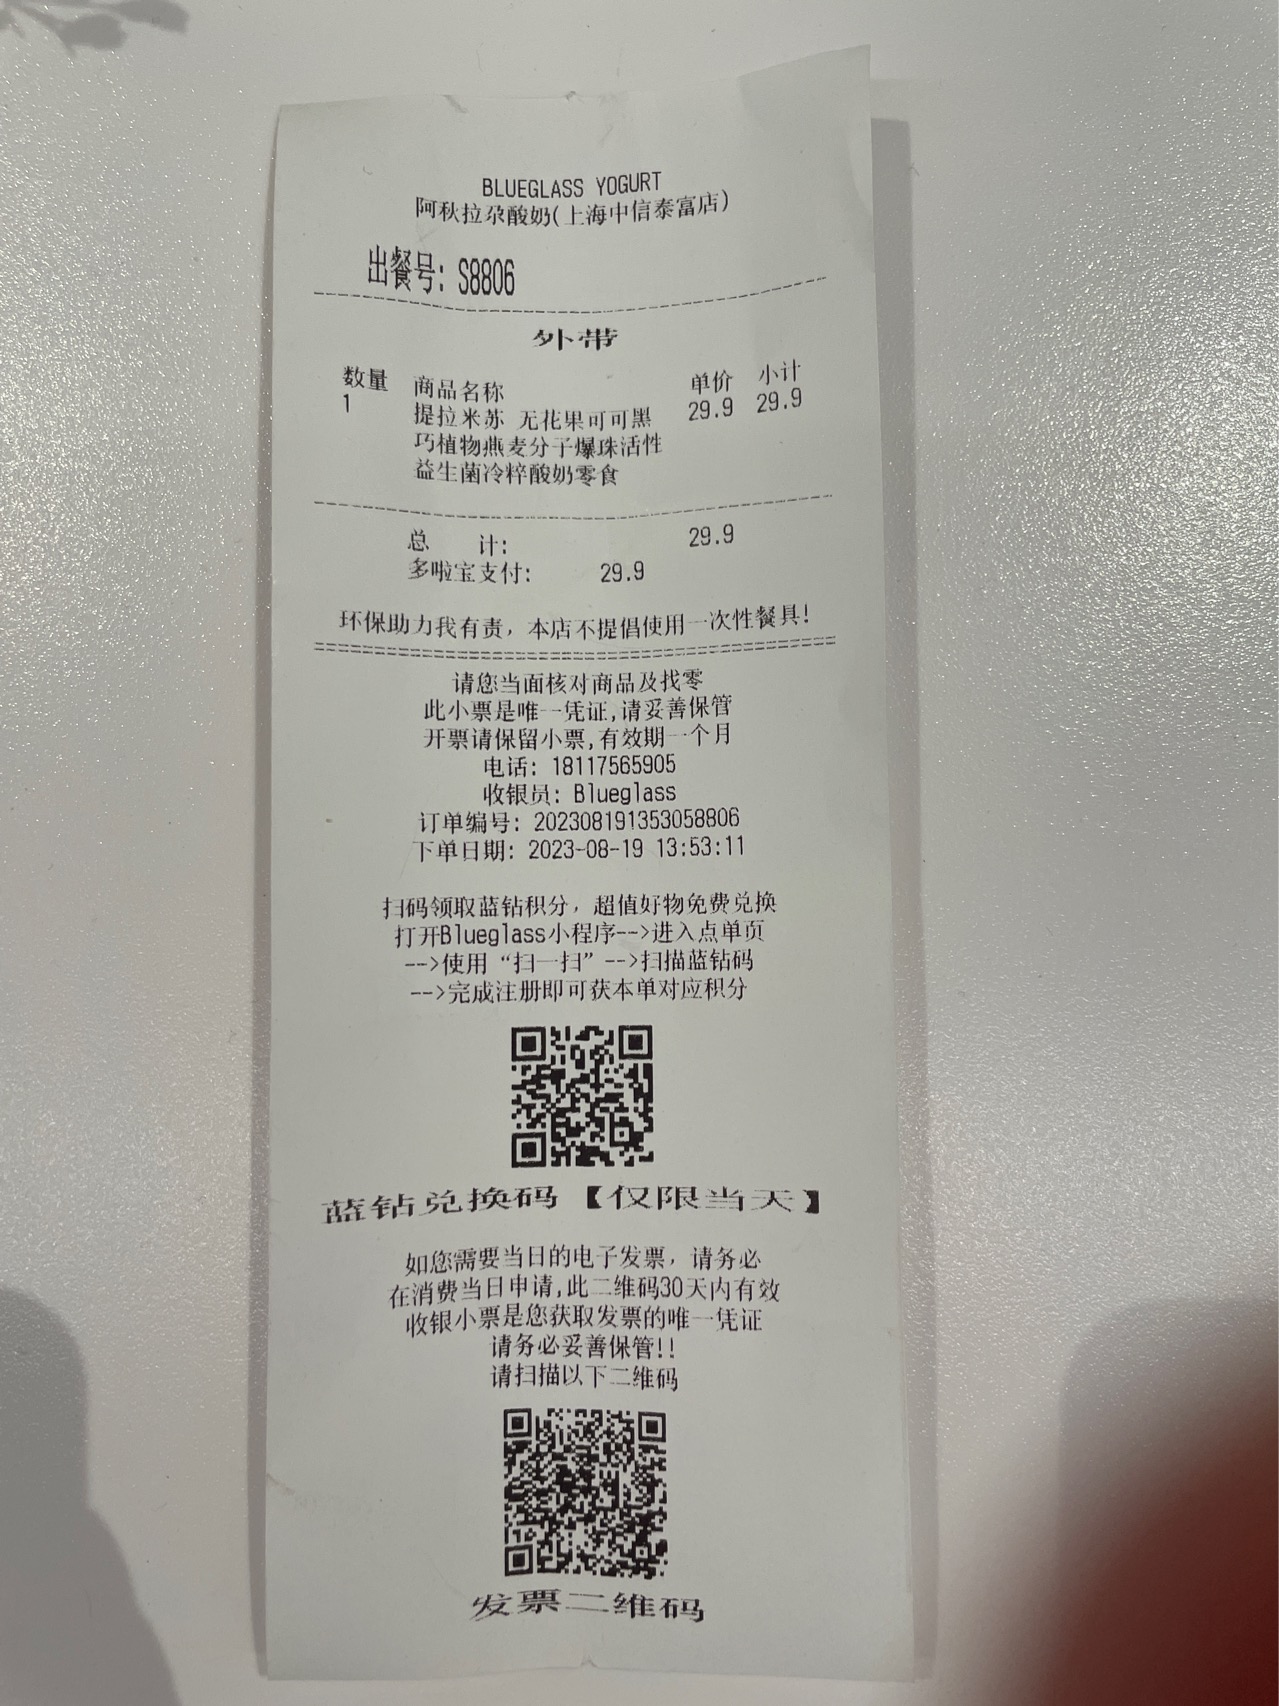 BLUEGLASS YOGURT
阿秋拉尕酸奶(上海中信泰富店)
出餐号: S8806
外带
数量 商品名称 单价 小计
1 提拉米苏 无花果可可黑 29.9 29.9
巧植物燕麦分子爆珠活性
益生菌冷粹酸奶零食
总 计: 29.9
多啦宝支付: 29.9
环保助力我有责，本店不提倡使用一次性餐具!
请您当面核对商品及找零
此小票是唯一凭证,请妥善保管
开票请保留小票,有效期一个月
电话: 18117565905
收银员: Blueglass
订单编号: 202308191353058806
下单日期: 2023-08-19 13:53:11
扫码领取蓝钻积分，超值好物免费兑换
打开Blueglass小程序-->进入点单页
-->使用“扫一扫”-->扫描蓝钻码
-->完成注册即可获本单对应积分
蓝钻兑换码【仅限当天】
如您需要当日的电子发票，请务必
在消费当日申请,此二维码30天内有效
收银小票是您获取发票的唯一凭证
请务必妥善保管!!
请扫描以下二维码
发票二维码